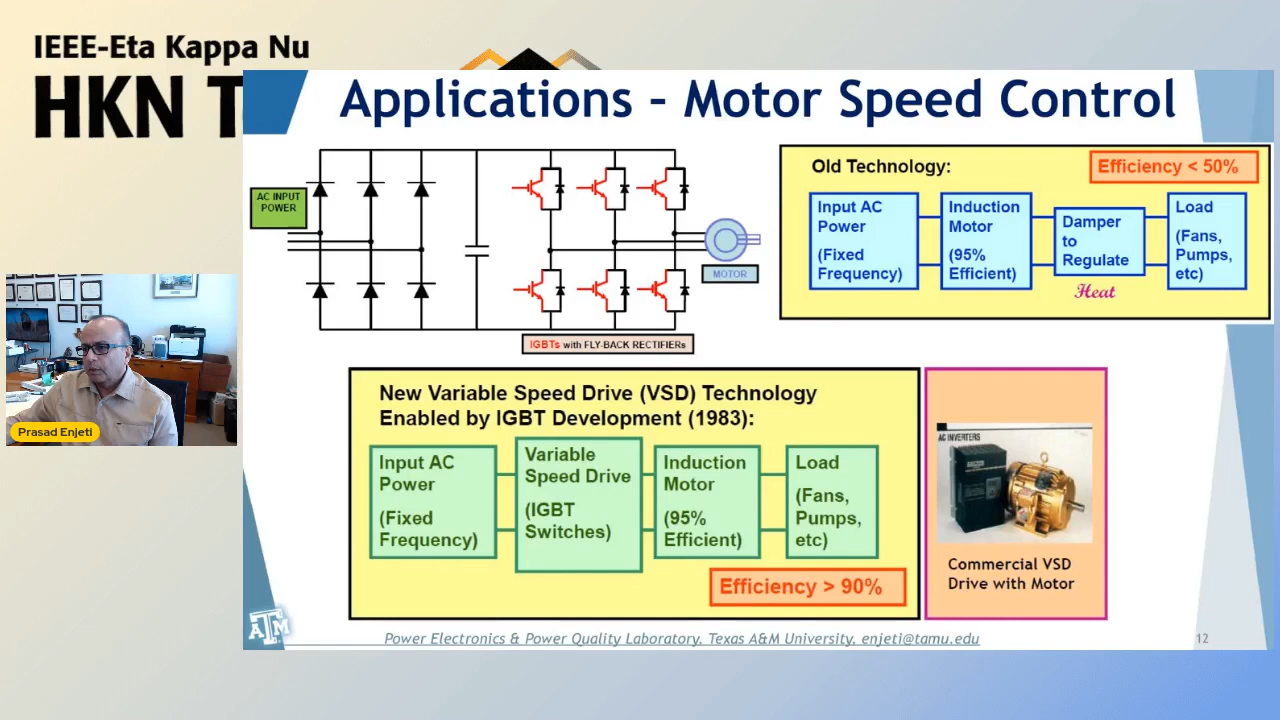 IEEE-Eta Kappa Nu
HKN T
Applications - Motor Speed Control
AC INPUT
POWER
MOTOR
IGBTs with FLY-BACK RECTIFIERs
Old Technology:
Efficiency < 50%
Input AC
Power
(Fixed
Frequency)
Induction
Motor
(95%
Efficient)
Damper
to
Regulate
Heat
Load
(Fans,
Pumps,
etc)
New Variable Speed Drive (VSD) Technology
Enabled by IGBT Development (1983):
Input AC
Power
(Fixed
Frequency)
Variable
Speed Drive
(IGBT
Switches)
Induction
Motor
(95%
Efficient)
Load
(Fans,
Pumps,
etc)
Efficiency > 90%
AC INVERTERS
Commercial VSD
Drive with Motor
Prasad Enjeti
ATM
Power Electronics & Power Quality Laboratory, Texas A&M University, enjeti@tamu.edu
12